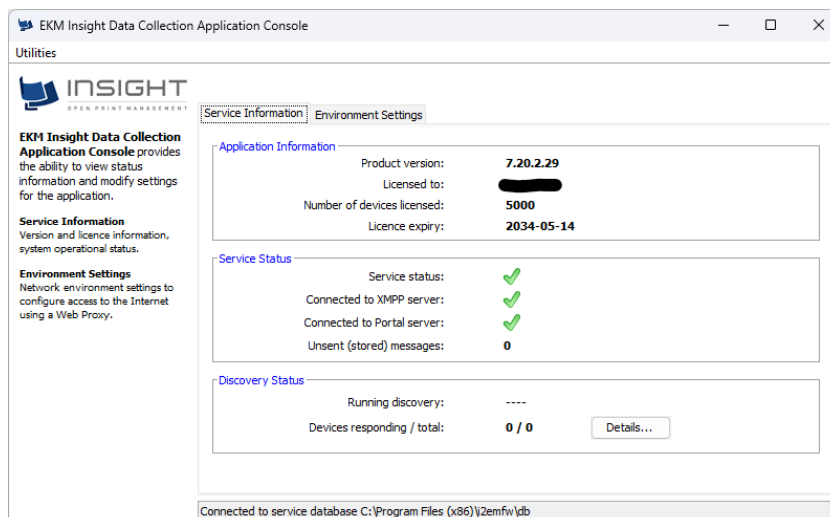 EKM Insight Data Collection Application Console
Utilities
INSIGHT
OPEN PRINT MANAGEMENT
EKM Insight Data Collection
Application Console provides
the ability to view status
information and modify settings
for the application.
Service Information
Version and licence information,
system operational status.
Environment Settings
Network environment settings to
configure access to the Internet
using a Web Proxy.
Service Information Environment Settings
Application Information
Product version: 7.20.2.29
Licensed to:
Number of devices licensed: 5000
Licence expiry: 2034-05-14
Service Status
Service status:
Connected to XMPP server:
Connected to Portal server:
Unsent (stored) messages: 0
Discovery Status
Running discovery: ----
Devices responding / total: 0 / 0 Details...
Connected to service database C:\Program Files (x86)\j2emfw\db